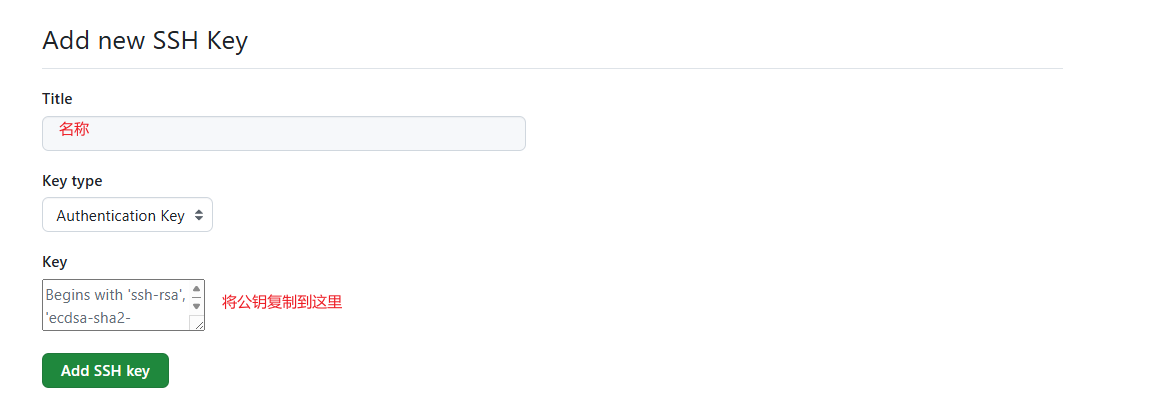 Add new SSH Key
Title
名称
Key type
Authentication Key
Key
Begins with 'ssh-rsa',
'ecdsa-sha2-
将公钥复制到这里
Add SSH key